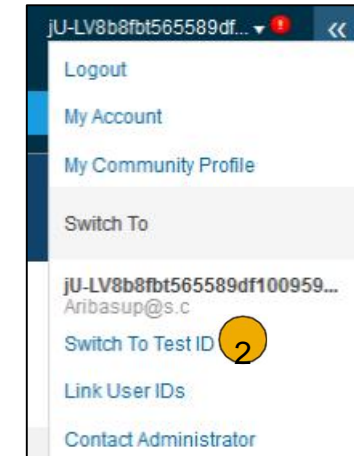 jU-LV8b8fbt565589df... ▾ ! «
Logout
My Account
My Community Profile
Switch To
jU-LV8b8fbt565589df100959...
Aribasup@s.c
Switch To Test ID 2
Link User IDs
Contact Administrator